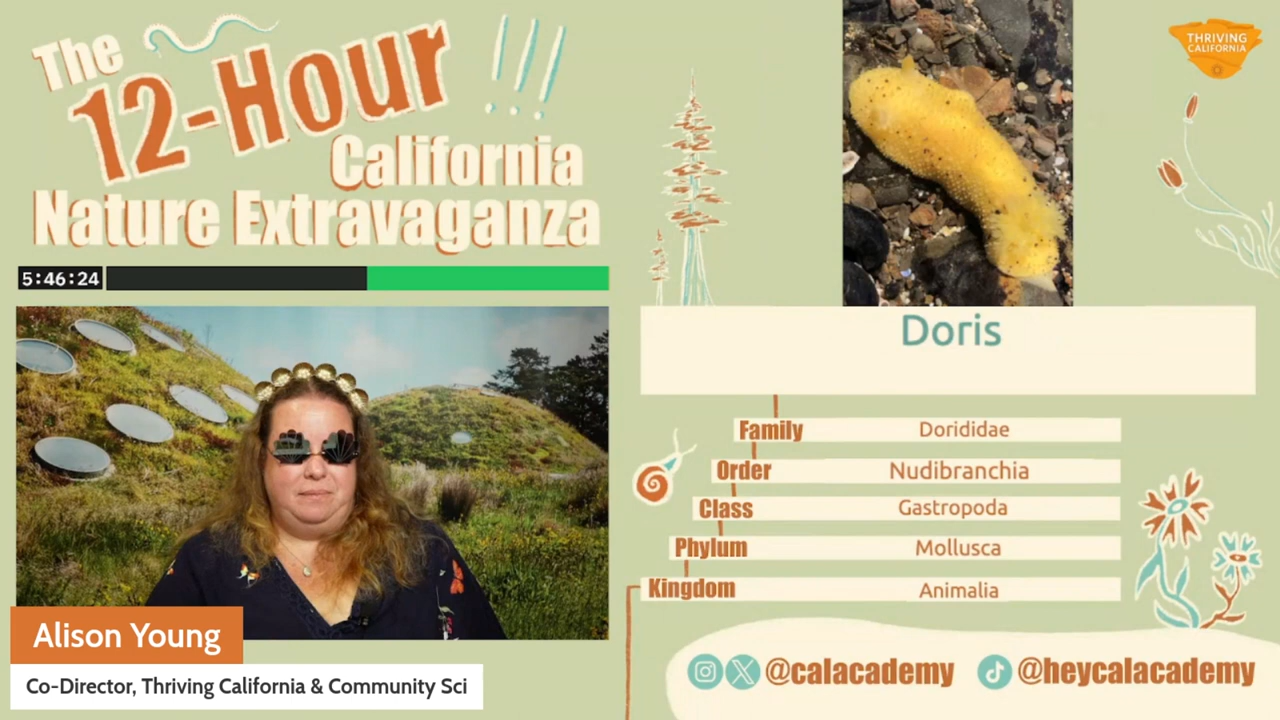 The
12-Hour!!!
California
Nature Extravaganza
5:46:24
Alison Young
Co-Director, Thriving California & Community Sci
THRIVING
CALIFORNIA
Doris
Family Dorididae
Order Nudibranchia
Class Gastropoda
Phylum Mollusca
Kingdom Animalia
@calacademy @heycalacademy